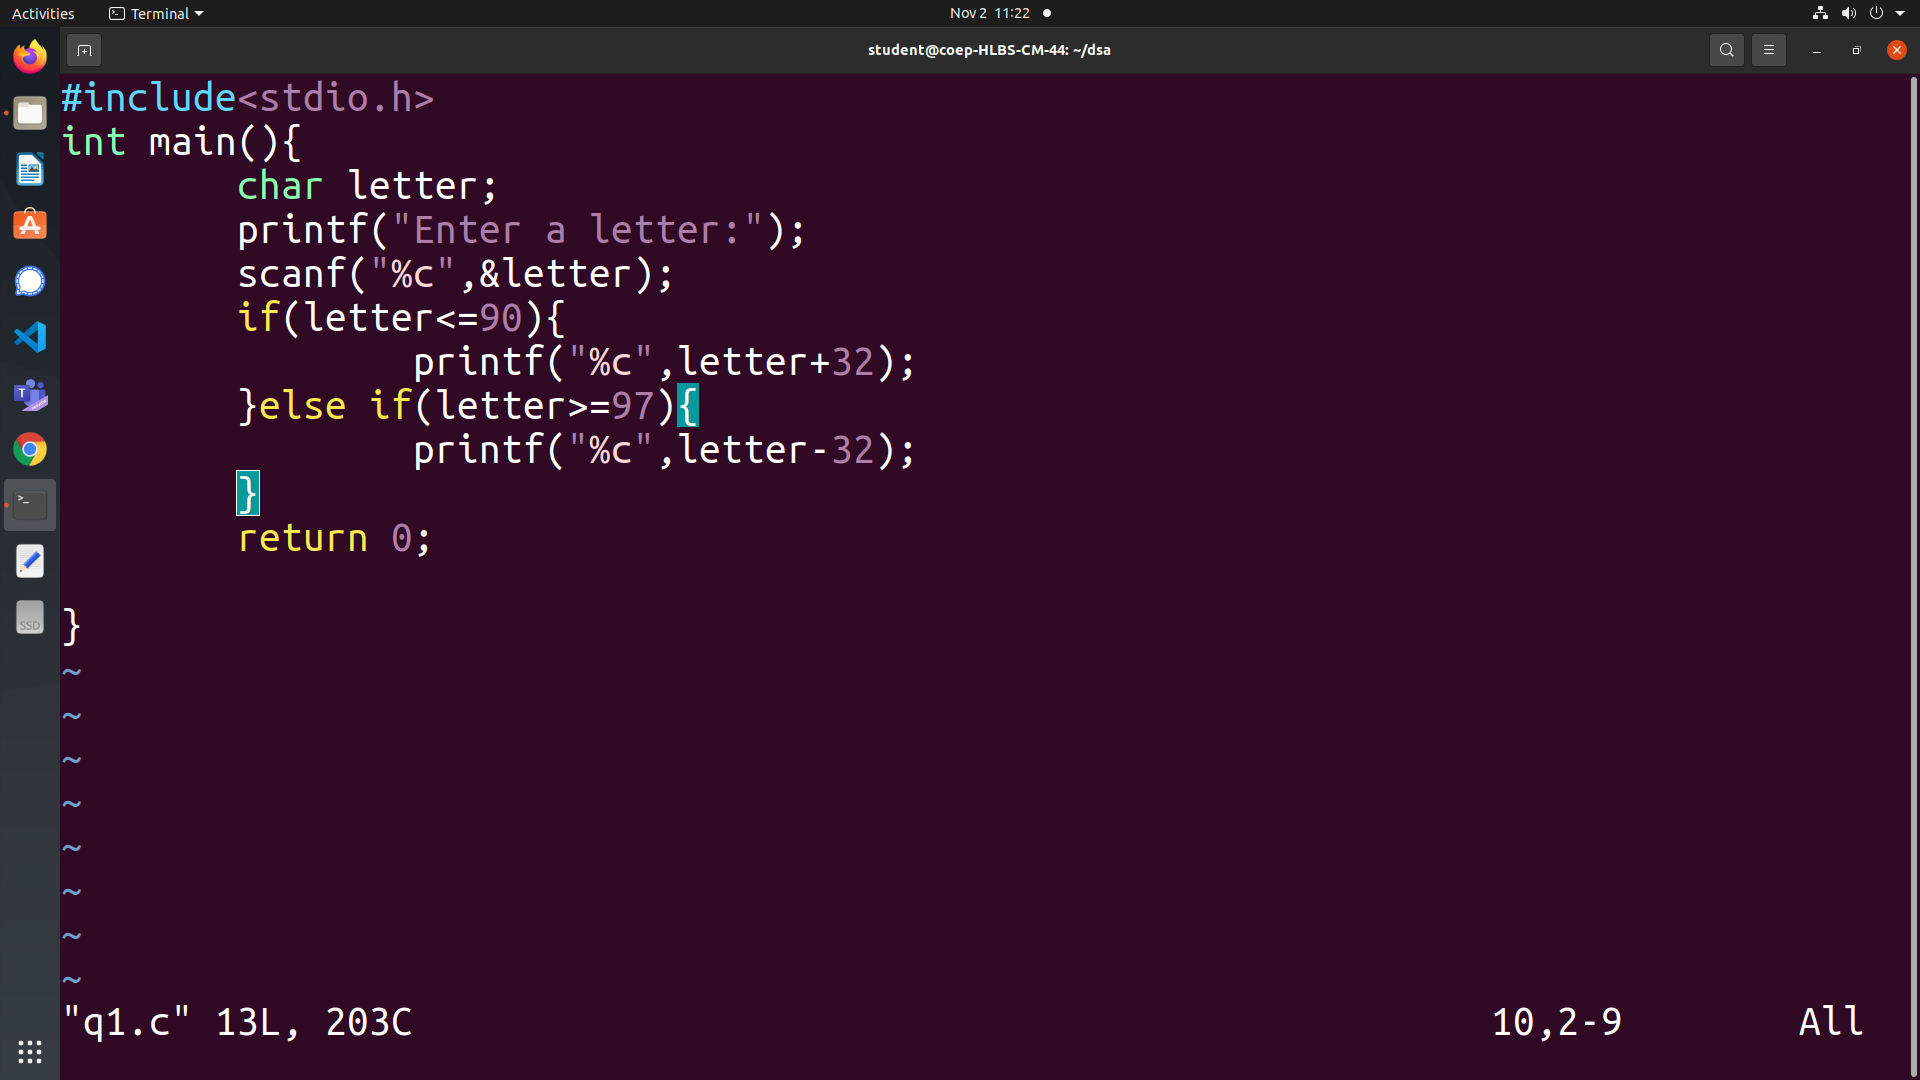 Activities Terminal Nov 2 11:22
student@coep-HLBS-CM-44: ~/dsa
#include<stdio.h>
int main(){
char letter;
printf("Enter a letter:");
scanf("%c",&letter);
if(letter<=90){
printf("%c",letter+32);
}else if(letter>=97){
printf("%c",letter-32);
}
return 0;
}
~
~
~
~
~
~
~
~
"q1.c" 13L, 203C 10,2-9 All
SSD